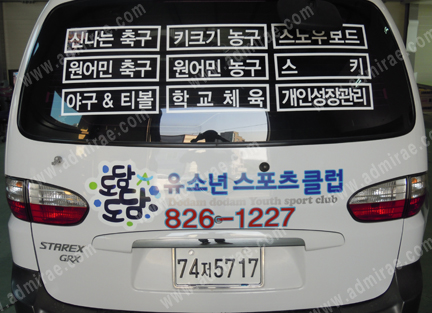 신나는 축구 키크기 농구 스노우보드
원어민 축구 원어민 농구 스 키
야구 & 티볼 학교체육 개인성장관리
도담
도담
유소년 스포츠 클럽
Dodam dodam Youth sport club
826-1227
STAREX
GRX
74저5717
www.admirae.com